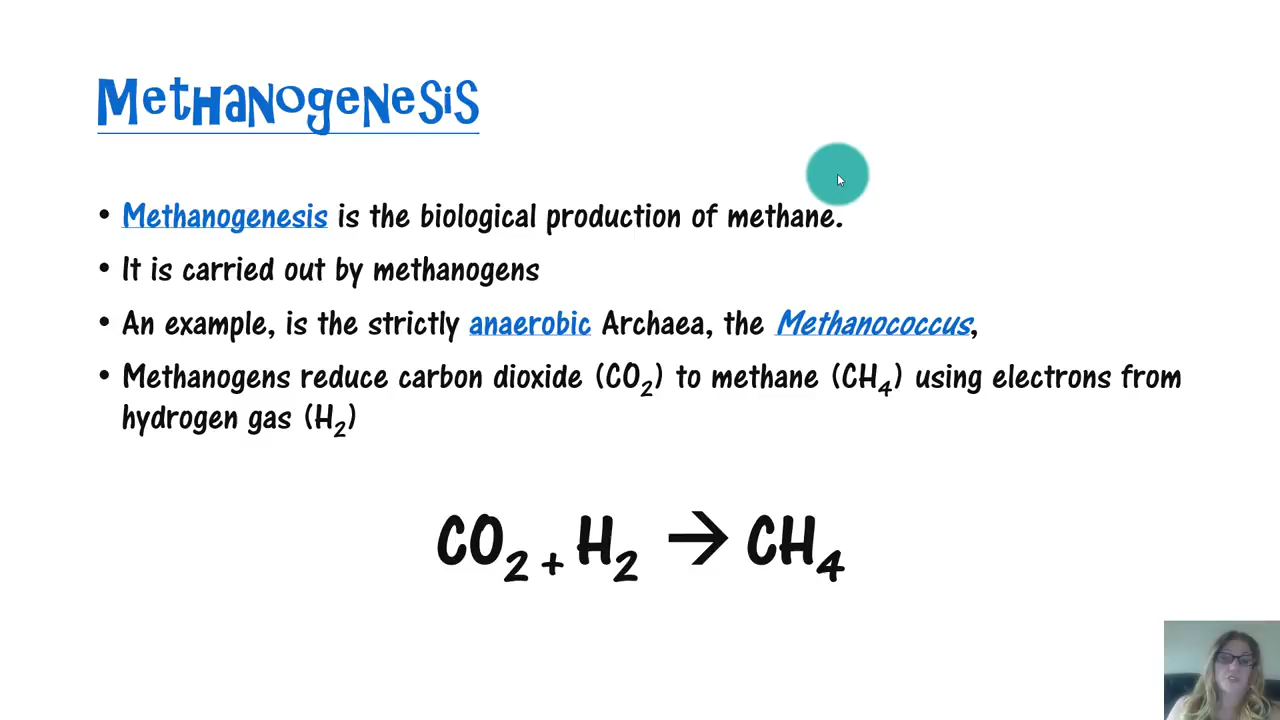 Methanogenesis
• Methanogenesis is the biological production of methane.
• It is carried out by methanogens
• An example, is the strictly anaerobic Archaea, the Methanococcus,
• Methanogens reduce carbon dioxide (CO₂) to methane (CH₄) using electrons from
hydrogen gas (H₂)
CO₂ + H₂ → CH₄